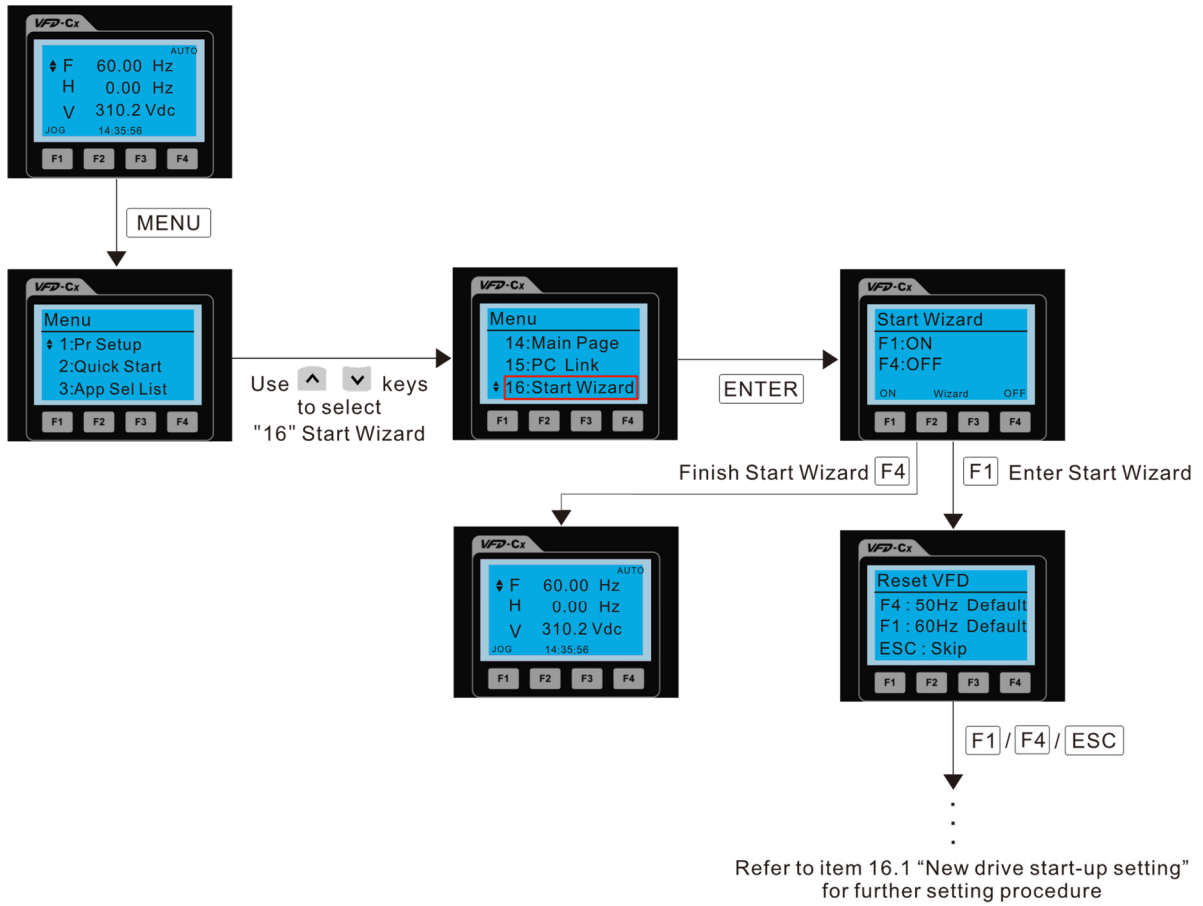 VFD-Cx
AUTO
F 60.00 Hz
H 0.00 Hz
V 310.2 Vdc
JOG 14:35:56
F1 F2 F3 F4
MENU
VFD-Cx
Menu
1:Pr Setup
2:Quick Start
3:App Sel List
F1 F2 F3 F4
Use keys
to select
"16" Start Wizard
VFD-Cx
Menu
14:Main Page
15:PC Link
16:Start Wizard
F1 F2 F3 F4
ENTER
VFD-Cx
Start Wizard
F1:ON
F4:OFF
ON Wizard OFF
F1 F2 F3 F4
Finish Start Wizard F4
F1 Enter Start Wizard
VFD-Cx
AUTO
F 60.00 Hz
H 0.00 Hz
V 310.2 Vdc
JOG 14:35:56
F1 F2 F3 F4
VFD-Cx
Reset VFD
F4 : 50Hz Default
F1 : 60Hz Default
ESC : Skip
F1 F2 F3 F4
F1 / F4 / ESC
Refer to item 16.1 “New drive start-up setting”
for further setting procedure